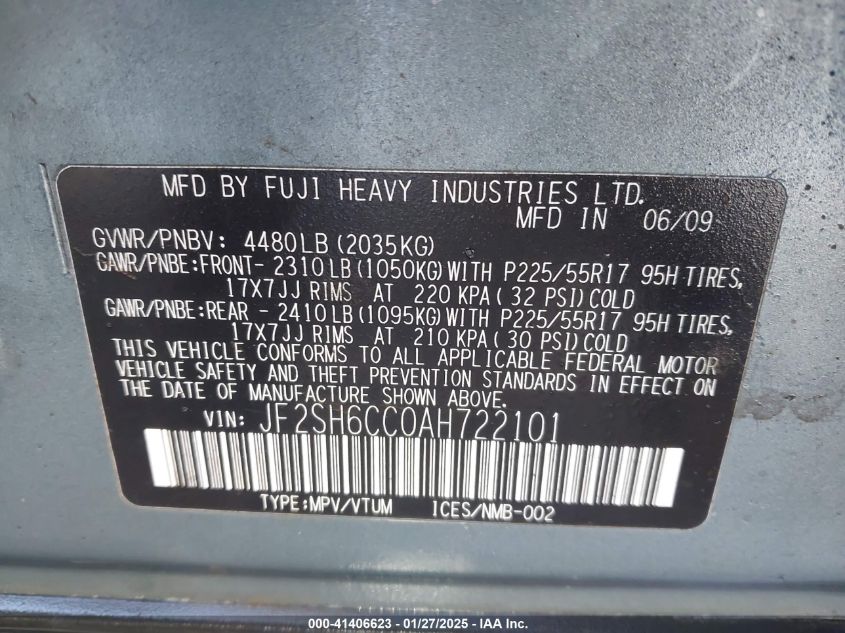 MFD BY FUJI HEAVY INDUSTRIES LTD.
MFD IN 06/09
GVWR/PNBV: 4480LB(2035KG)
GAWR/PNBE:FRONT- 2310LB(1050KG)WITH P225/55R17 95H TIRES,
17X7JJ RIMS AT 220 KPA(32 PSI)COLD
GAWR/PNBE:REAR - 2410LB(1095KG)WITH P225/55R17 95H TIRES,
17X7JJ RIMS AT 210 KPA(30 PSI)COLD
THIS VEHICLE CONFORMS TO ALL APPLICABLE FEDERAL MOTOR
VEHICLE SAFETY AND THEFT PREVENTION STANDARDS IN EFFECT ON
THE DATE OF MANUFACTURE SHOWN ABOVE.
VIN: JF2SH6CC0AH722101
TYPE:MPV/VTUM ICES/NMB-002
000-41406623 - 01/27/2025 - IAA Inc.